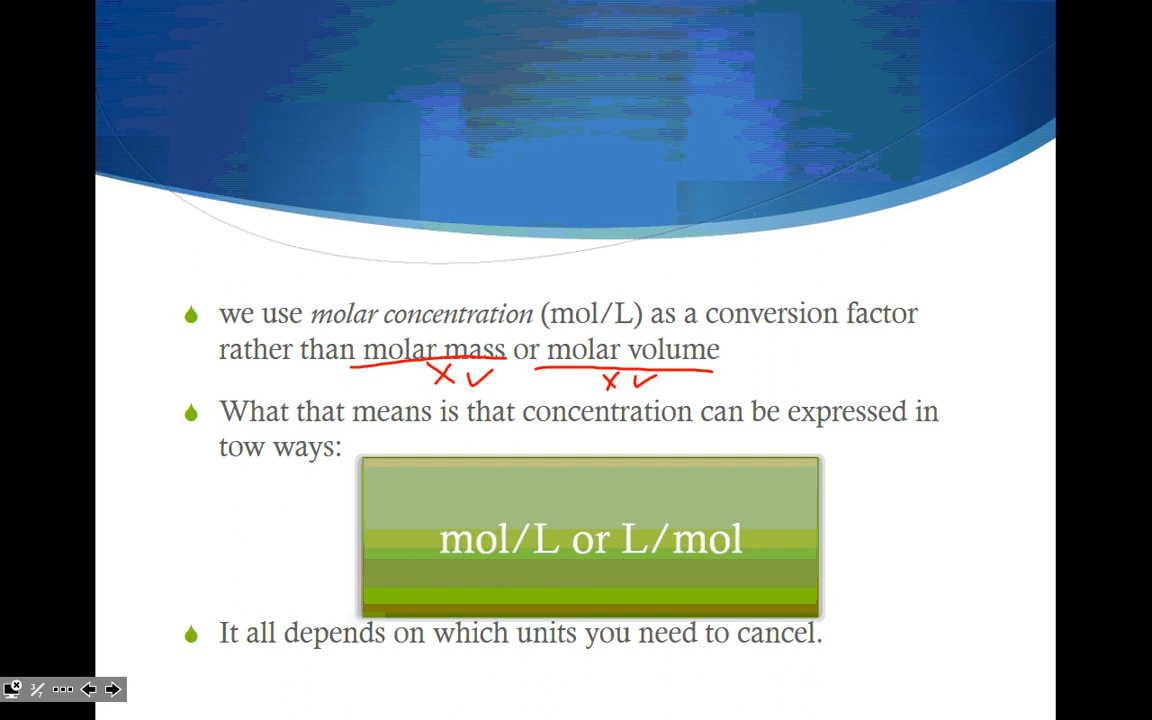 we use molar concentration (mol/L) as a conversion factor
rather than molar mass or molar volume
What that means is that concentration can be expressed in
tow ways:
mol/L or L/mol
It all depends on which units you need to cancel.
3/7